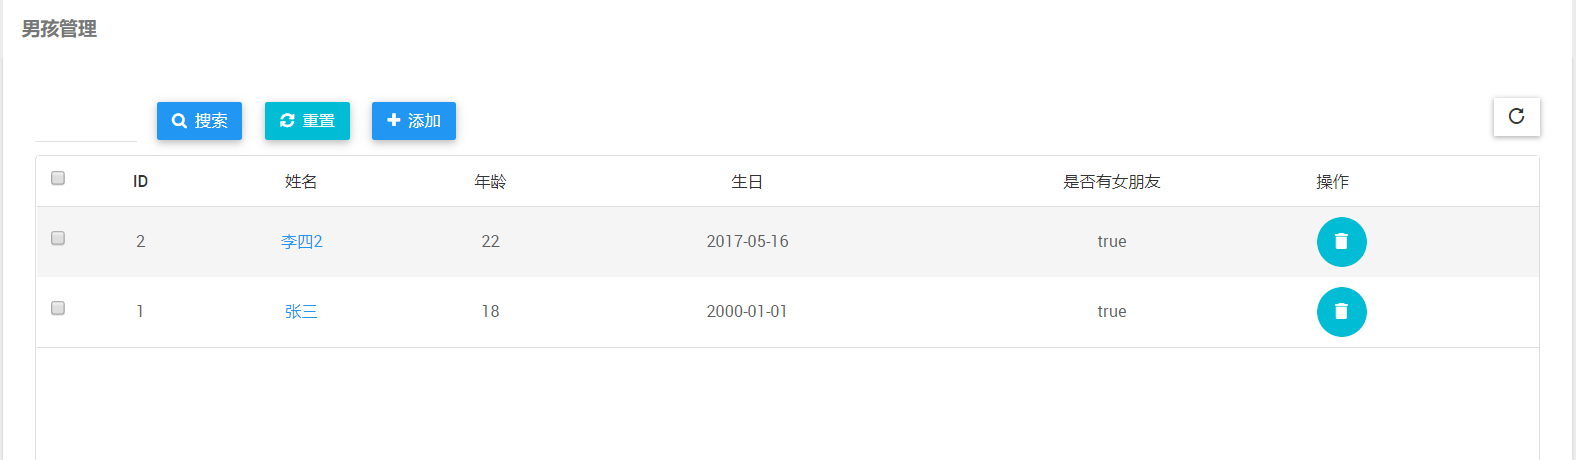 男孩管理
搜索 重置 添加
ID 姓名 年龄 生日 是否有女朋友 操作
2 李四2 22 2017-05-16 true
1 张三 18 2000-01-01 true